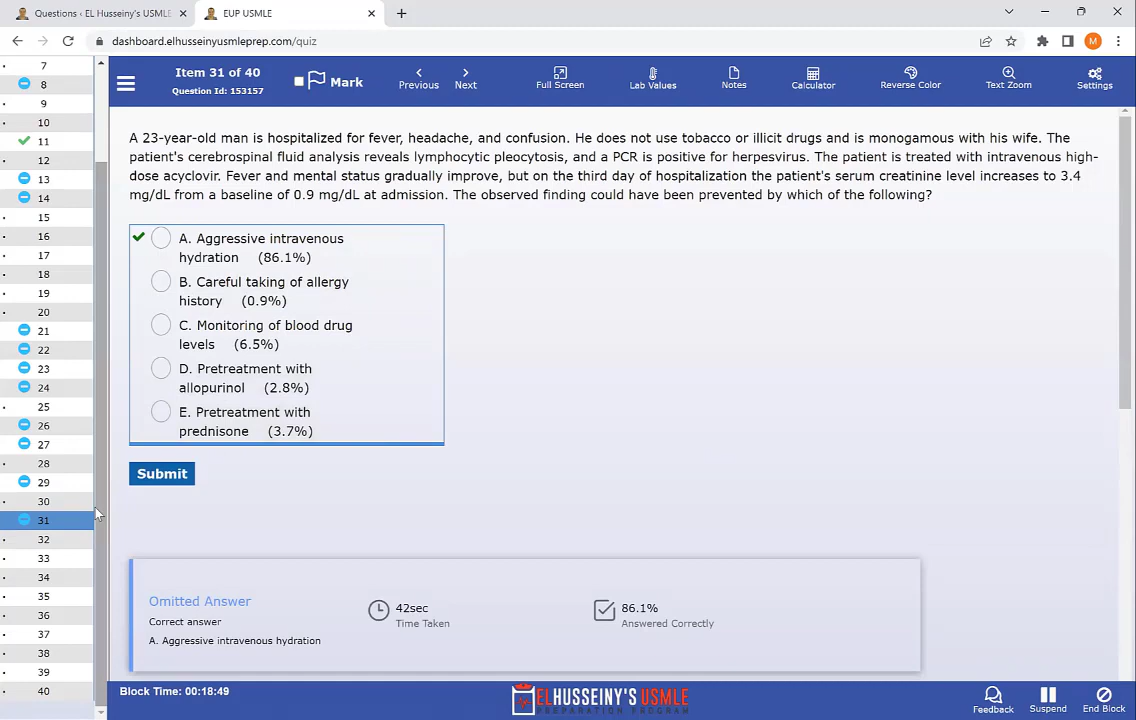 Questions ‹ EL Husseiny's USMLE
EUP USMLE
dashboard.elhusseinyusmleprep.com/quiz
M
Item 31 of 40
Question Id: 153157
Mark
Previous
Next
Full Screen
Lab Values
Notes
Calculator
Reverse Color
Text Zoom
Settings
7
8
9
10
11
12
13
14
15
16
17
18
19
20
21
22
23
24
25
26
27
28
29
30
31
32
33
34
35
36
37
38
39
40
A 23-year-old man is hospitalized for fever, headache, and confusion. He does not use tobacco or illicit drugs and is monogamous with his wife. The
patient's cerebrospinal fluid analysis reveals lymphocytic pleocytosis, and a PCR is positive for herpesvirus. The patient is treated with intravenous high-
dose acyclovir. Fever and mental status gradually improve, but on the third day of hospitalization the patient's serum creatinine level increases to 3.4
mg/dL from a baseline of 0.9 mg/dL at admission. The observed finding could have been prevented by which of the following?
A. Aggressive intravenous
hydration (86.1%)
B. Careful taking of allergy
history (0.9%)
C. Monitoring of blood drug
levels (6.5%)
D. Pretreatment with
allopurinol (2.8%)
E. Pretreatment with
prednisone (3.7%)
Submit
Omitted Answer
Correct answer
A. Aggressive intravenous hydration
42sec
Time Taken
86.1%
Answered Correctly
Block Time: 00:18:49
ELHUSSEINY'S USMLE
PREPARATION PROGRAM
Feedback
Suspend
End Block